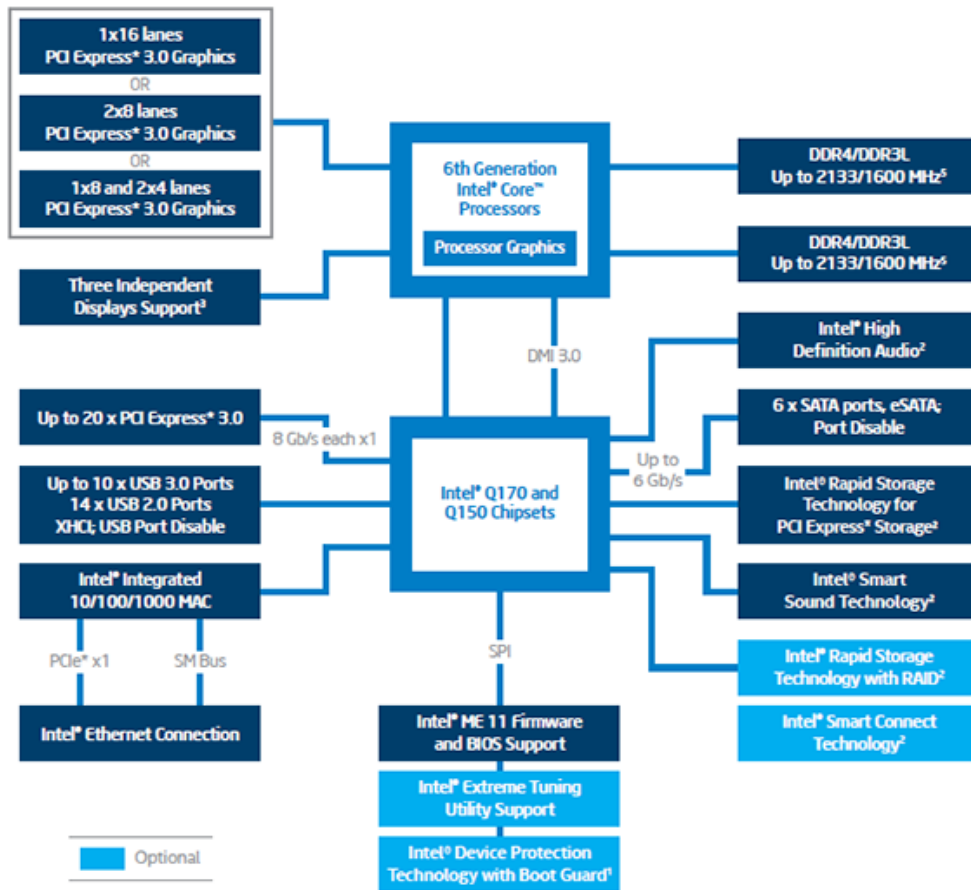 1x16 lanes
PCI Express* 3.0 Graphics
OR
2x8 lanes
PCI Express* 3.0 Graphics
OR
1x8 and 2x4 lanes
PCI Express* 3.0 Graphics
Three Independent
Displays Support³
6th Generation
Intel® Core™
Processors
Processor Graphics
DDR4/DDR3L
Up to 2133/1600 MHz⁵
DDR4/DDR3L
Up to 2133/1600 MHz⁵
DMI 3.0
Up to 20 x PCI Express* 3.0
8 Gb/s each x1
Up to 10 x USB 3.0 Ports
14 x USB 2.0 Ports
XHCI; USB Port Disable
Intel® Integrated
10/100/1000 MAC
PCIe* x1
SM Bus
Intel® Ethernet Connection
Intel® Q170 and
Q150 Chipsets
Intel® High
Definition Audio²
6 x SATA ports, eSATA;
Port Disable
Up to
6 Gb/s
Intel® Rapid Storage
Technology for
PCI Express* Storage²
Intel® Smart
Sound Technology²
Intel® Rapid Storage
Technology with RAID²
Intel® Smart Connect
Technology²
SPI
Intel® ME 11 Firmware
and BIOS Support
Intel® Extreme Tuning
Utility Support
Intel® Device Protection
Technology with Boot Guard¹
Optional